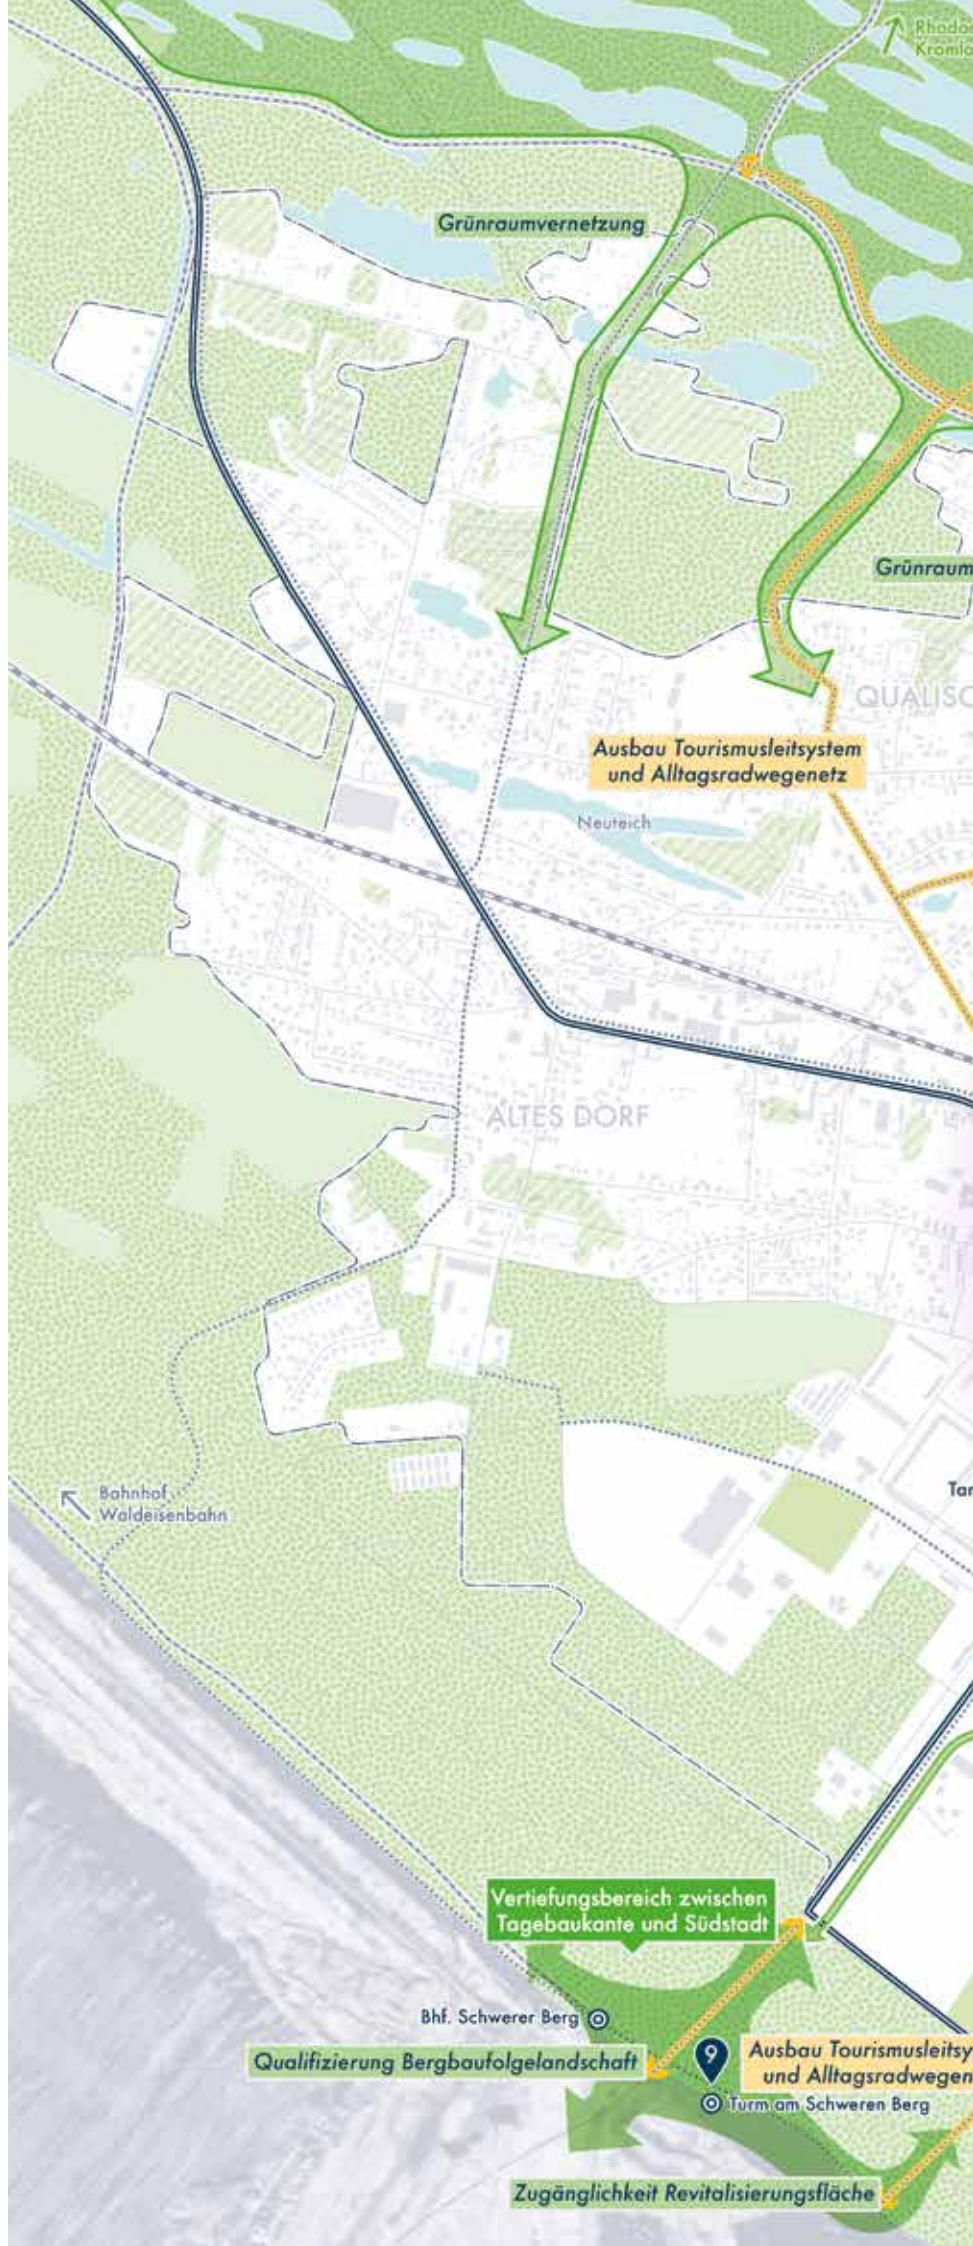 Grünraumvernetzung
Grünraum
Ausbau Tourismusleitsystem
und Alltagsradwegenetz
Neuteich
ALTES DORF
Bahnhof
Waldeisenbahn
Vertiefungsbereich zwischen
Tagebaukante und Südstadt
Bhf. Schwerer Berg
Qualifizierung Bergbaufolgelandschaft
9
Ausbau Tourismusleitsy
und Alltagsradwegen
Turm am Schweren Berg
Zugänglichkeit Revitalisierungsfläche